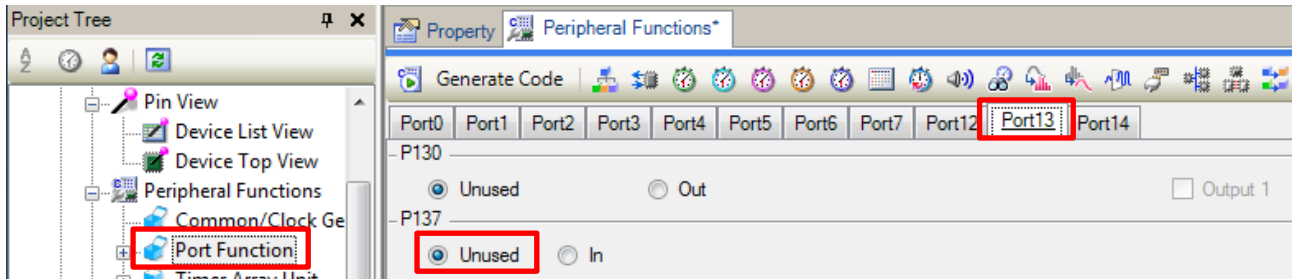 Project Tree
Pin View
Device List View
Device Top View
Peripheral Functions
Common/Clock Ge
Port Function
Timer Array Unit
Property
Peripheral Functions*
Generate Code
Port0 Port1 Port2 Port3 Port4 Port5 Port6 Port7 Port12 Port13 Port14
P130
Unused Out Output 1
P137
Unused In